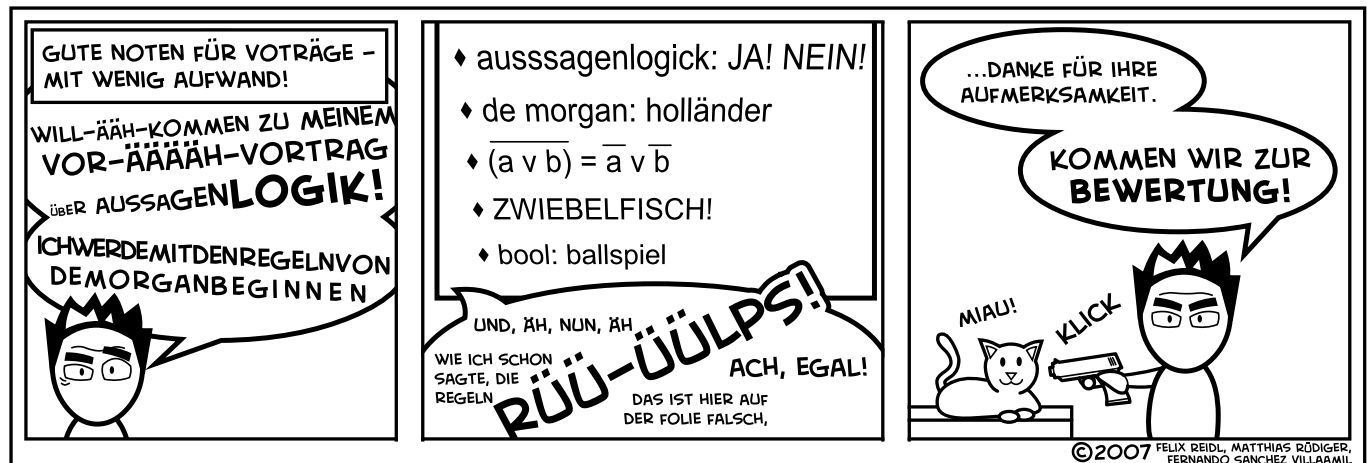 GUTE NOTEN FÜR VOTRÄGE –
MIT WENIG AUFWAND!
WILL-ÄÄH-KOMMEN ZU MEINEM
VOR-ÄÄÄÄH-VORTRAG
ÜBER AUSSAGENLOGIK!
ICHWERDEMITDENREGELNVON
DEMORGANBEGINNEN
♦ ausssagenlogick: JA! NEIN!
♦ de morgan: holländer
♦ (a v b) = a v b
♦ ZWIEBELFISCH!
♦ bool: ballspiel
UND, ÄH, NUN, ÄH
WIE ICH SCHON
SAGTE, DIE
REGELN
RÜÜ-ÜÜLPS!
ACH, EGAL!
DAS IST HIER AUF
DER FOLIE FALSCH,
...DANKE FÜR IHRE
AUFMERKSAMKEIT.
KOMMEN WIR ZUR
BEWERTUNG!
MIAU!
KLICK
©2007 FELIX REIDL, MATTHIAS RÜDIGER,
FERNANDO SANCHEZ VILLAAMIL